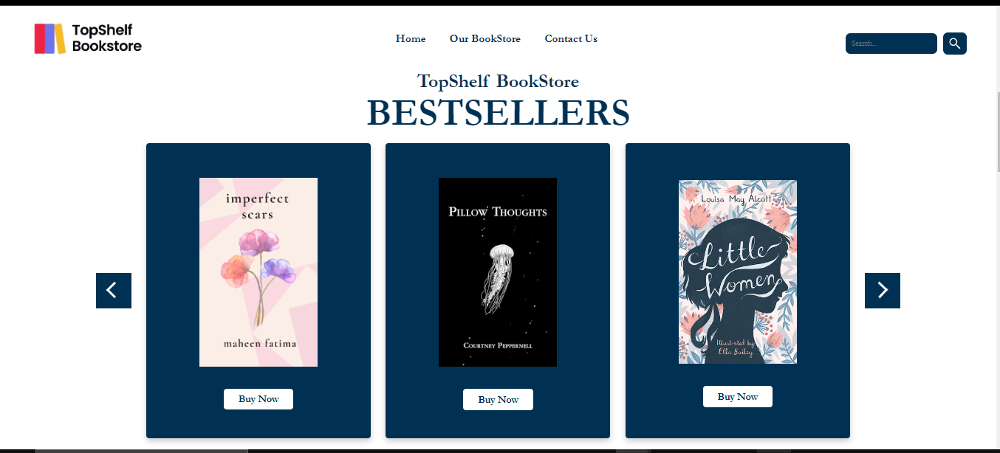 TopShelf
Bookstore
Home
Our BookStore
Contact Us
Search...
TopShelf BookStore
BESTSELLERS
imperfect
scars
maheen fatima
Buy Now
PILLOW THOUGHTS
COURTNEY PEPPERNELL
Buy Now
Louisa May Alcott
Little
Women
Illustrated by
Ella Bailey
Buy Now